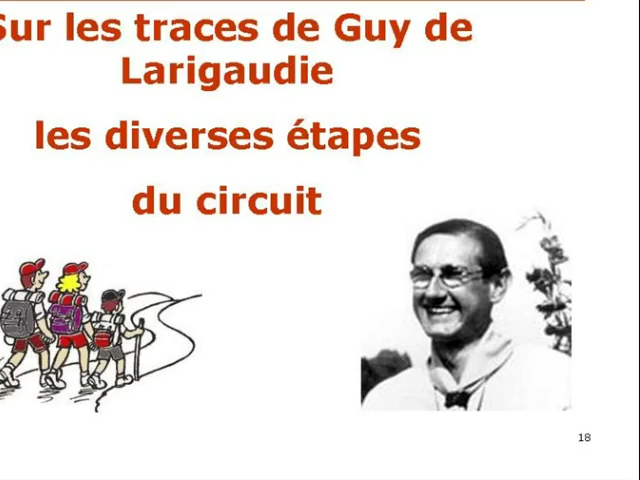 Sur les traces de Guy de
Larigaudie
les diverses étapes
du circuit
18